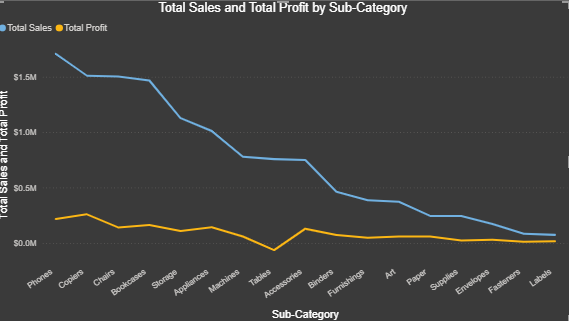 Total Sales and Total Profit by Sub-Category
Total Sales Total Profit
Total Sales and Total Profit
$1.5M
$1.0M
$0.5M
$0.0M
Phones
Copiers
Chairs
Bookcases
Storage
Appliances
Machines
Tables
Accessories
Binders
Furnishings
Art
Paper
Supplies
Envelopes
Fasteners
Labels
Sub-Category